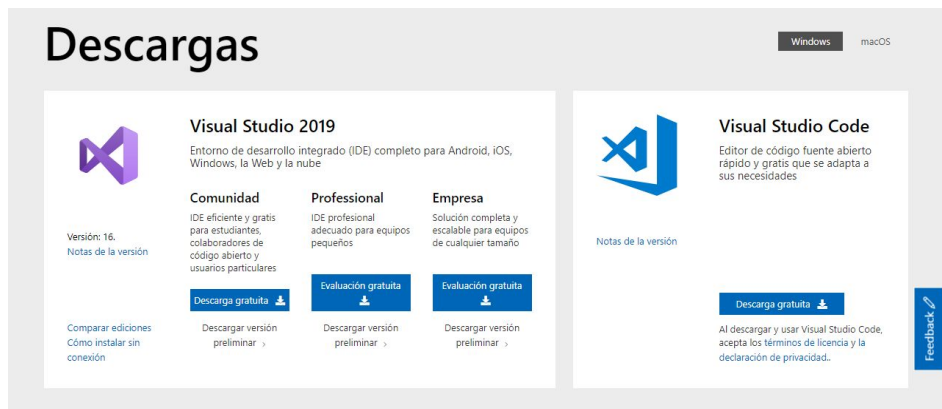 Descargas
Windows
macOS
Visual Studio 2019
Entorno de desarrollo integrado (IDE) completo para Android, iOS,
Windows, la Web y la nube
Versión: 16.
Notas de la versión
Comparar ediciones
Cómo instalar sin
conexión
Comunidad
IDE eficiente y gratis
para estudiantes,
colaboradores de
código abierto y
usuarios particulares
Descarga gratuita
Descargar versión
preliminar >
Professional
IDE profesional
adecuado para equipos
pequeños
Evaluación gratuita
Descargar versión
preliminar >
Empresa
Solución completa y
escalable para equipos
de cualquier tamaño
Evaluación gratuita
Descargar versión
preliminar >
Visual Studio Code
Editor de código fuente abierto
rápido y gratis que se adapta a
sus necesidades
Notas de la versión
Descarga gratuita
Al descargar y usar Visual Studio Code,
acepta los términos de licencia y la
declaración de privacidad..
Feedback